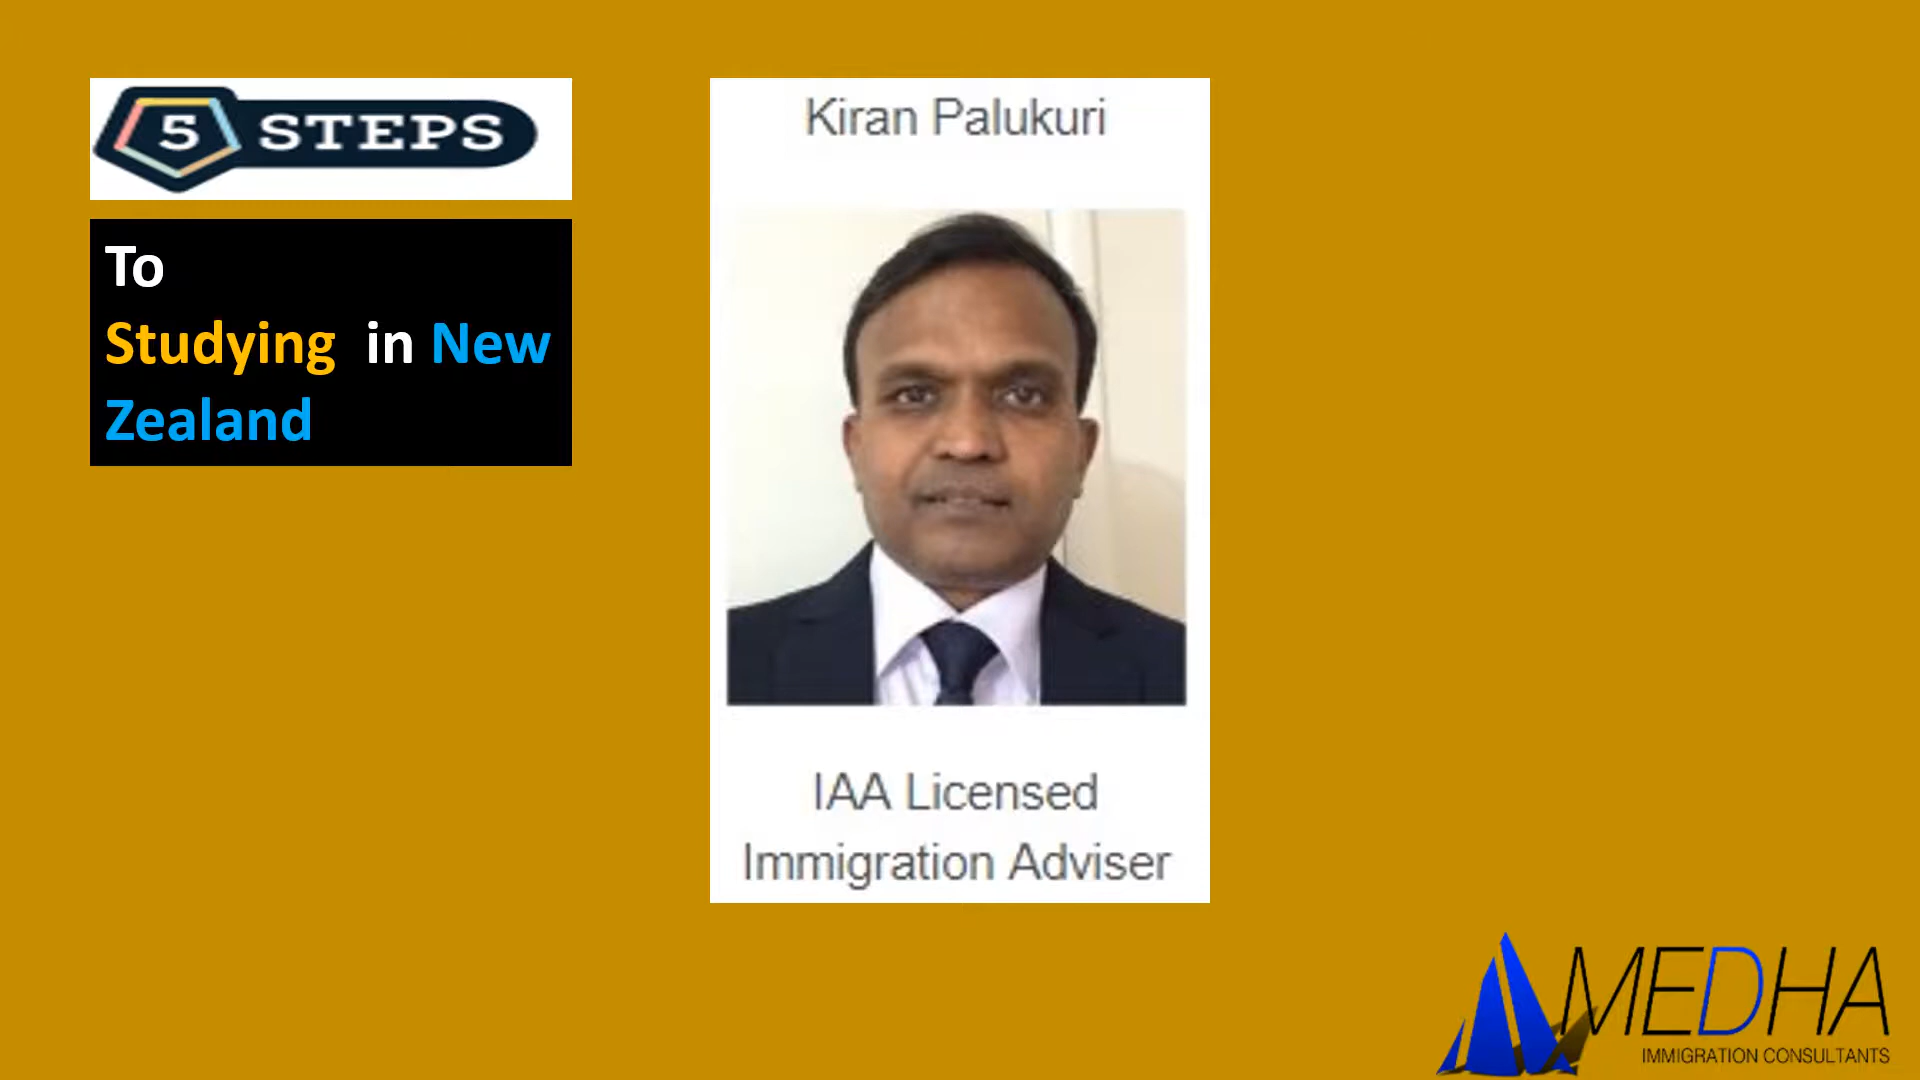 5 STEPS
To
Studying in New
Zealand
Kiran Palukuri
IAA Licensed
Immigration Adviser
MEDHA
IMMIGRATION CONSULTANTS